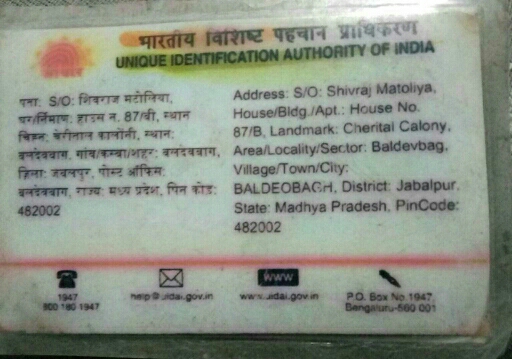 भारतीय विशिष्ट पहचान प्राधिकरण
UNIQUE IDENTIFICATION AUTHORITY OF INDIA
पता: S/O: शिवराज मटोलिया,
घर/र्निमाण: हाउस न. 87/बी, स्थान
चिह्न: चेरीताल कालोनी, स्थान:
बलदेवबाग, गांव/कस्बा/शहर: बलदेवबाग,
ज़िला: जबलपुर, पोस्ट ऑफिस:
बलदेवबाग, राज्य: मध्य प्रदेश, पिन कोड:
482002
Address: S/O: Shivraj Matoliya,
House/Bldg./Apt.: House No.
87/B, Landmark: Cherital Calony,
Area/Locality/Sector: Baldevbag,
Village/Town/City:
BALDEOBAGH, District: Jabalpur,
State: Madhya Pradesh, PinCode:
482002
1947
help@uidai.gov.in
www
www.uidai.gov.in
P.O. Box No.1947,
Bengaluru-560 001